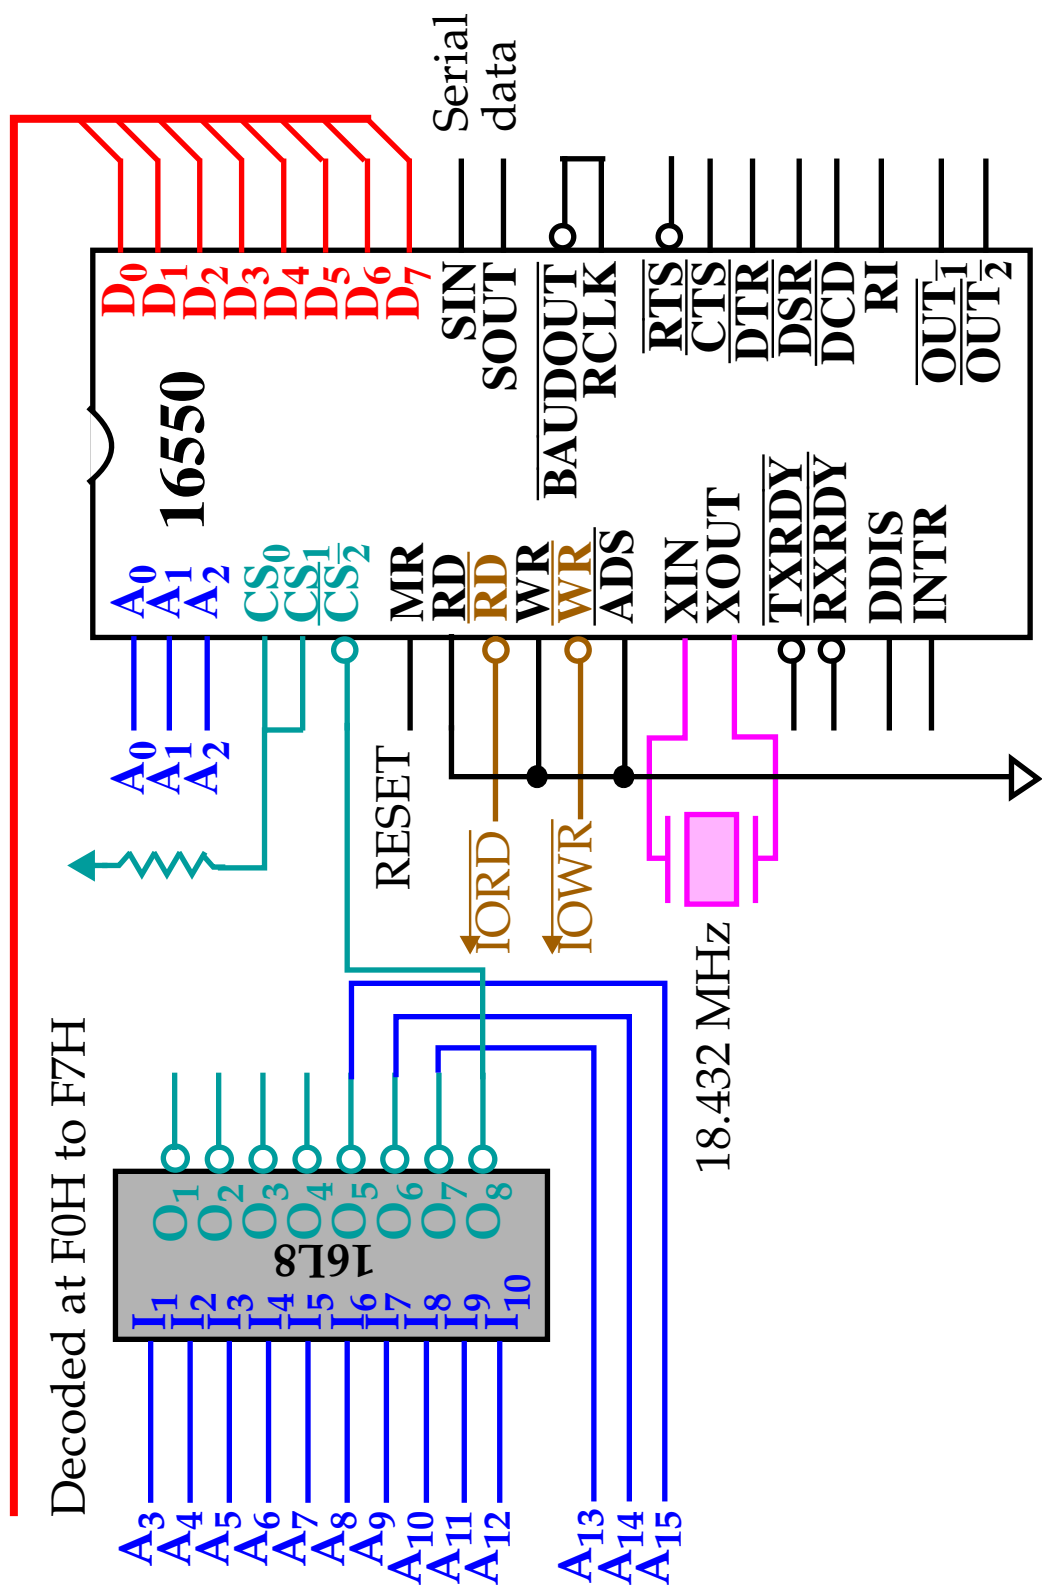 Decoded at F0H to F7H
A3
A4
A5
A6
A7
A8
A9
A10
A11
A12
A13
A14
A15
I1
I2
I3
I4
I5
I6
I7
I8
I9
I10
16L8
O1
O2
O3
O4
O5
O6
O7
O8
A0
A1
A2
RESET
IORD
IOWR
18.432 MHz
16550
A0
A1
A2
CS0
CS1
CS2
MR
RD
RD
WR
WR
ADS
XIN
XOUT
TXRDY
RXRDY
DDIS
INTR
D0
D1
D2
D3
D4
D5
D6
D7
SIN
SOUT
BAUDOUT
RCLK
RTS
CTS
DTR
DSR
DCD
RI
OUT1
OUT2
Serial
data